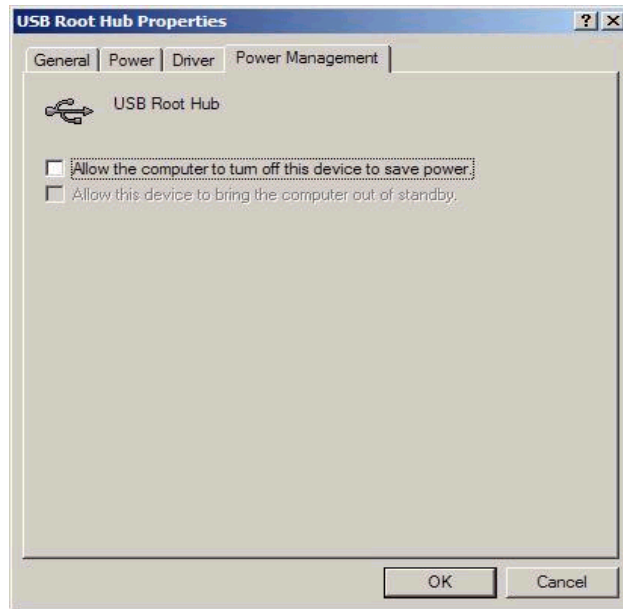 USB Root Hub Properties
General Power Driver Power Management
USB Root Hub
Allow the computer to turn off this device to save power.
Allow this device to bring the computer out of standby.
OK Cancel